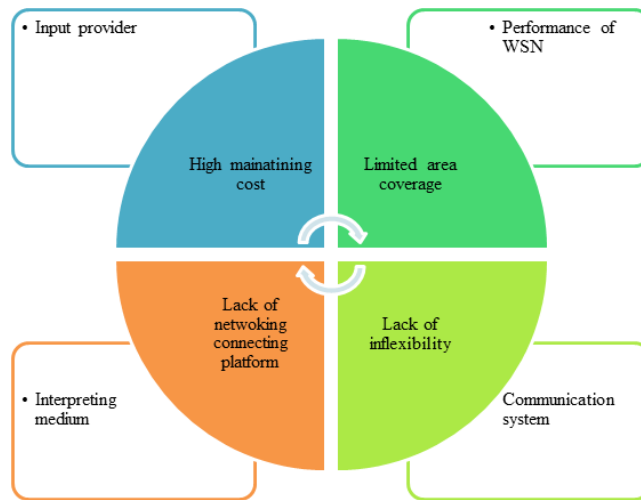 • Input provider
• Performance of
WSN
High mainatining
cost
Limited area
coverage
Lack of
netwoking
connecting
platform
Lack of
inflexibility
• Interpreting
medium
Communication
system